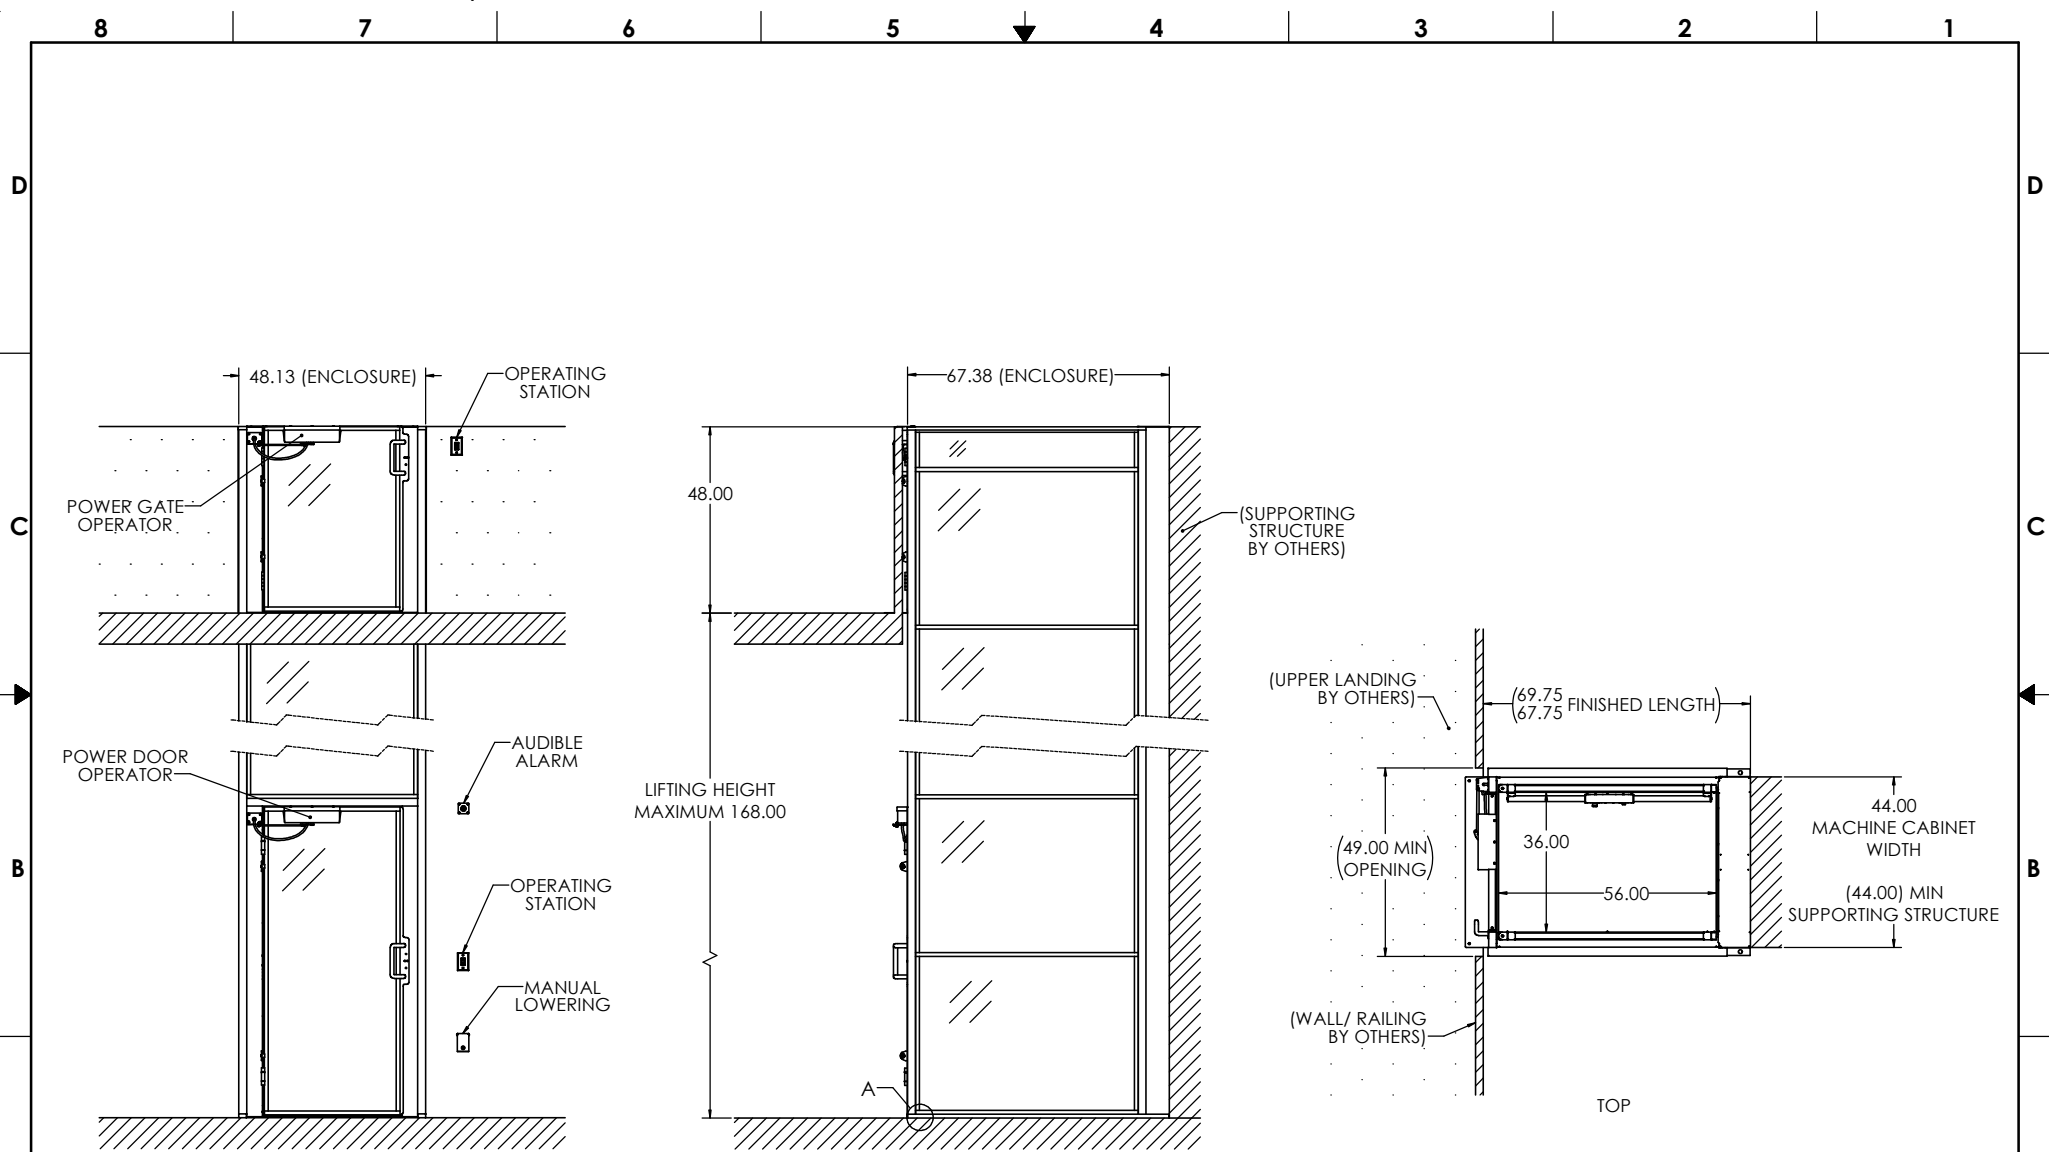 8 7 6 5 4 3 2 1
D
D
48.13 (ENCLOSURE)
OPERATING
STATION
POWER GATE
OPERATOR
C
67.38 (ENCLOSURE)
48.00
(SUPPORTING
STRUCTURE
BY OTHERS)
C
POWER DOOR
OPERATOR
AUDIBLE
ALARM
B
OPERATING
STATION
MANUAL
LOWERING
LIFTING HEIGHT
MAXIMUM 168.00
A
(UPPER LANDING
BY OTHERS)
(69.75
67.75 FINISHED LENGTH)
(49.00 MIN
OPENING)
36.00
56.00
44.00
MACHINE CABINET
WIDTH
(44.00) MIN
SUPPORTING STRUCTURE
B
(WALL/ RAILING
BY OTHERS)
TOP